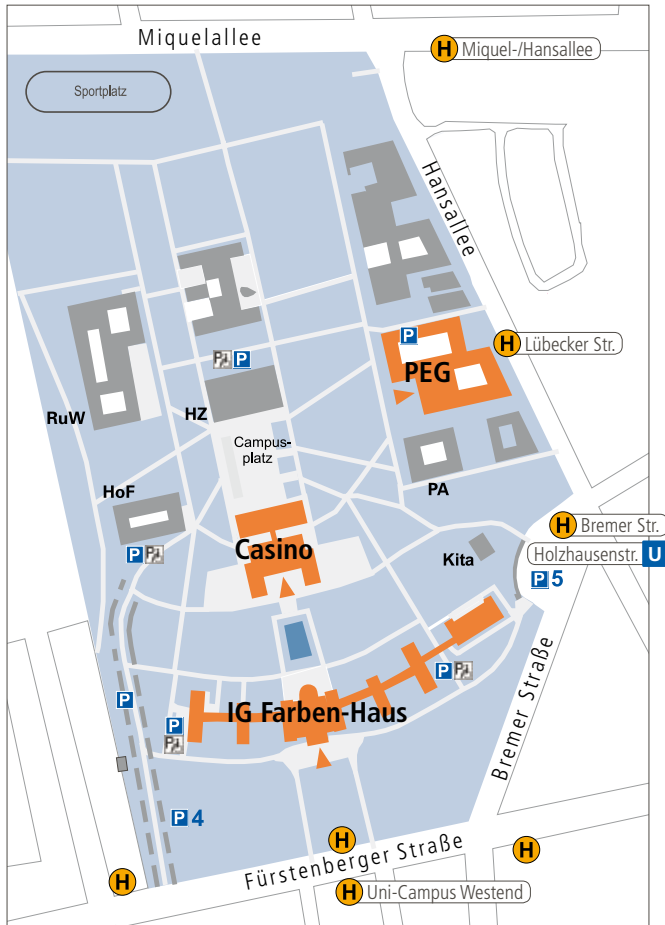 Miquelallee
H Miquel-/Hansallee
Sportplatz
Hansallee
P
H Lübecker Str.
P P
PEG
RuW
HZ
Campus-
platz
HoF
PA
H Bremer Str.
Casino
Holzhausenstr. U
P P
Kita
P 5
P P
P
IG Farben-Haus
P
P
Bremer Straße
P 4
H
H
H
Fürstenberger Straße
H Uni-Campus Westend